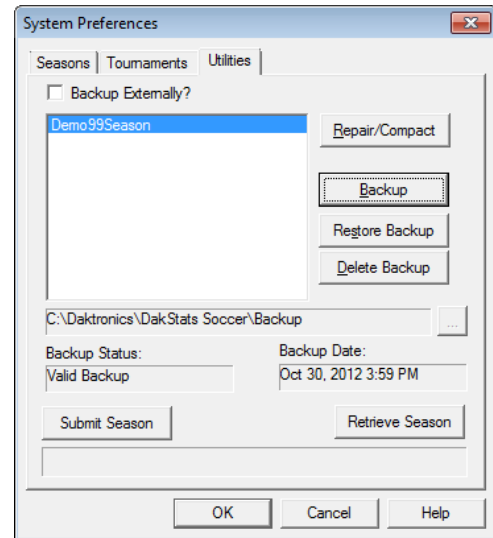 System Preferences
Seasons Tournaments Utilities
Backup Externally?
Demo99Season
Repair/Compact
Backup
Restore Backup
Delete Backup
C:\Daktronics\DakStats Soccer\Backup
...
Backup Status: Backup Date:
Valid Backup Oct 30, 2012 3:59 PM
Submit Season Retrieve Season
OK Cancel Help